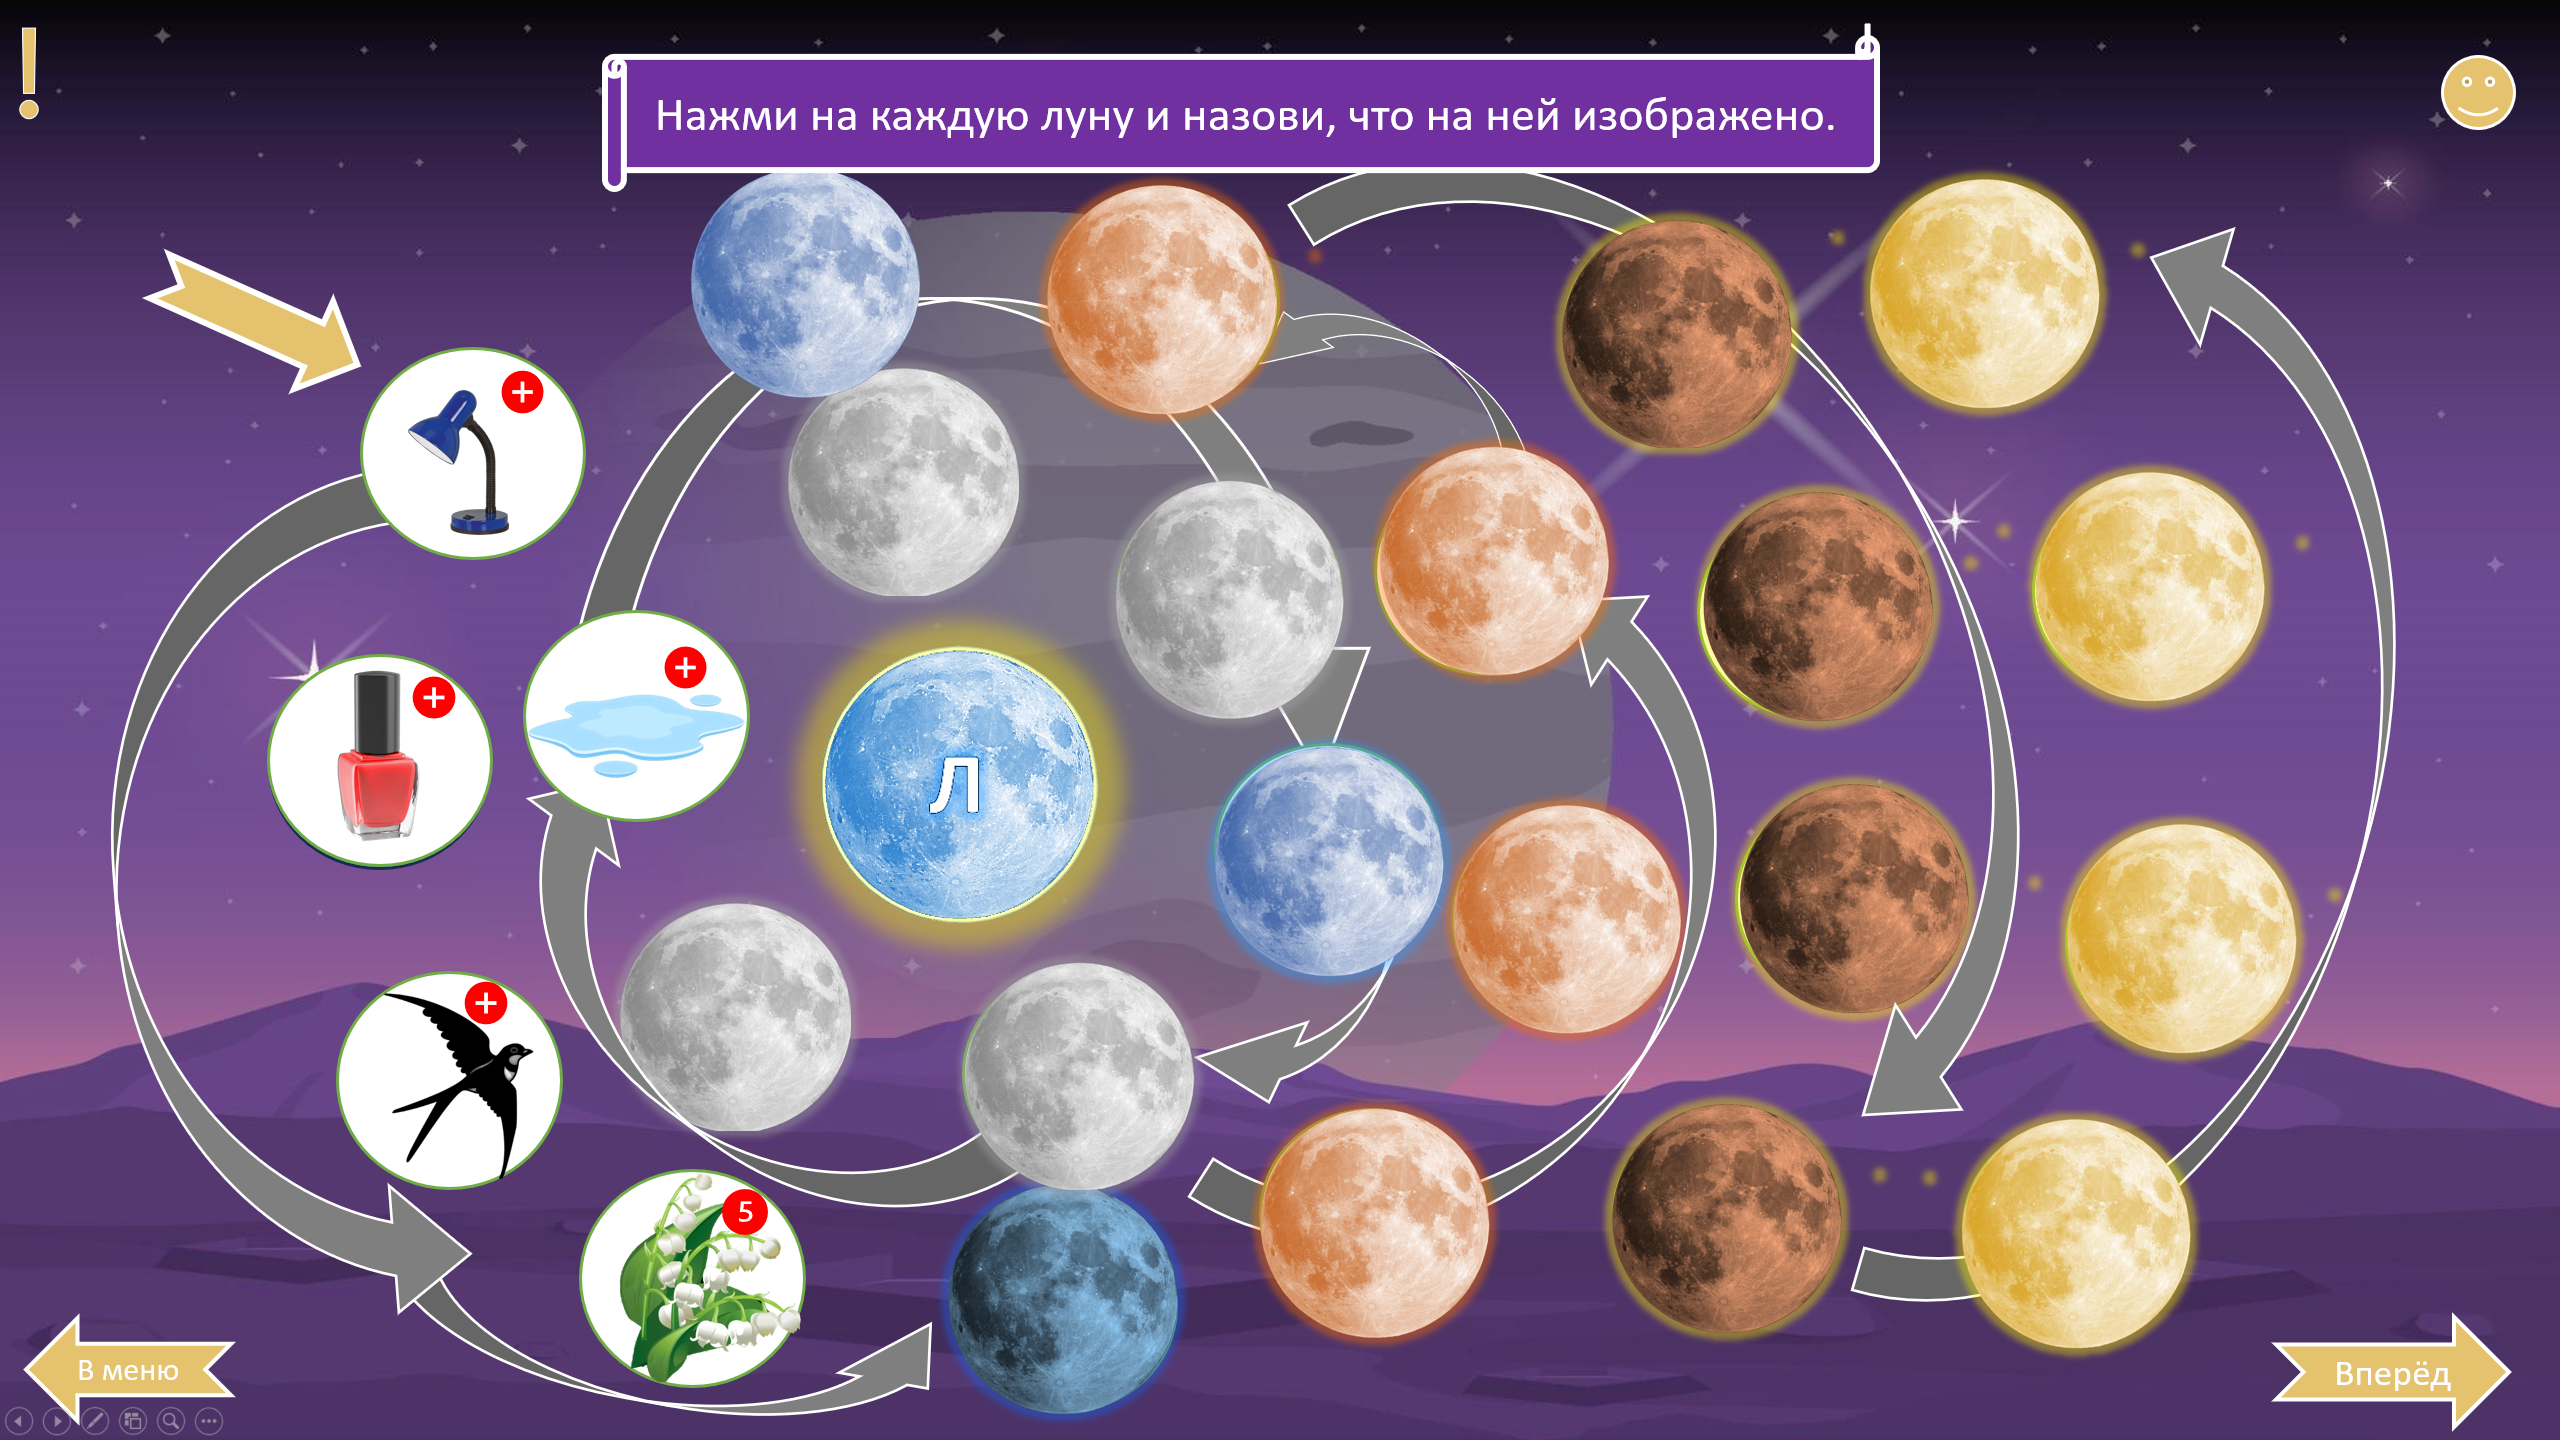 !
Нажми на каждую луну и назови, что на ней изображено.
+
+
+
Л
+
5
В меню
Вперёд